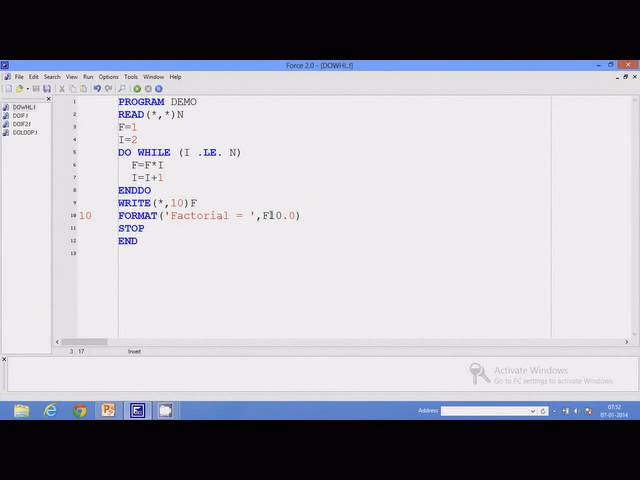 Force 2.0 - [DOWHL.f]
File Edit Search View Run Options Tools Window Help
DOWHL.f
DOIF.f
DOIF2.f
DOLOOP.f
1 PROGRAM DEMO
2 READ(*,*)N
3 F=1
4 I=2
5 DO WHILE (I .LE. N)
6 F=F*I
7 I=I+1
8 ENDDO
9 WRITE(*,10)F
10 10 FORMAT('Factorial = ',F10.0)
11 STOP
12 END
13
3 17 Insert
Activate Windows
Go to PC settings to activate Windows.
Address
07:52
07-01-2014